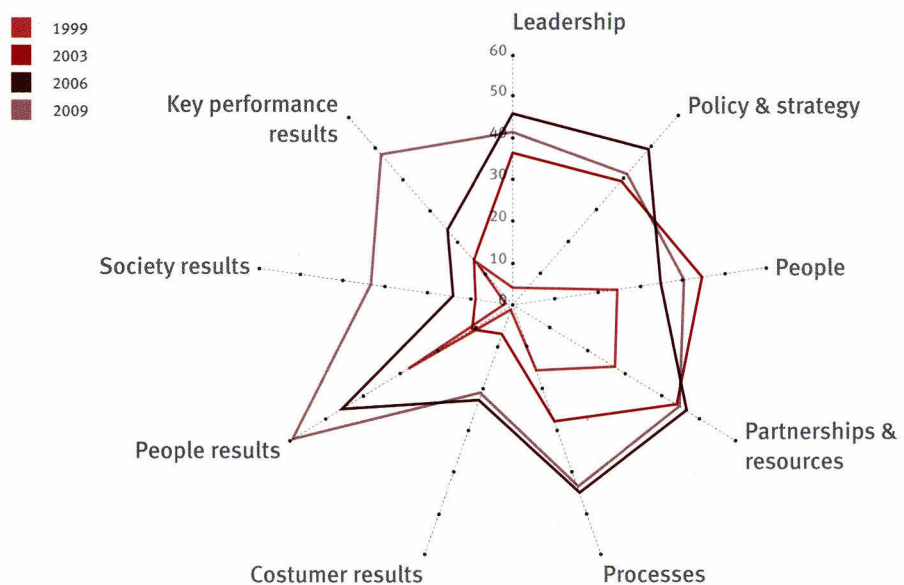 1999
2003
2006
2009
Leadership
60
50
40
30
20
10
0
Policy & strategy
People
Partnerships &
resources
Processes
Costumer results
People results
Society results
Key performance
results